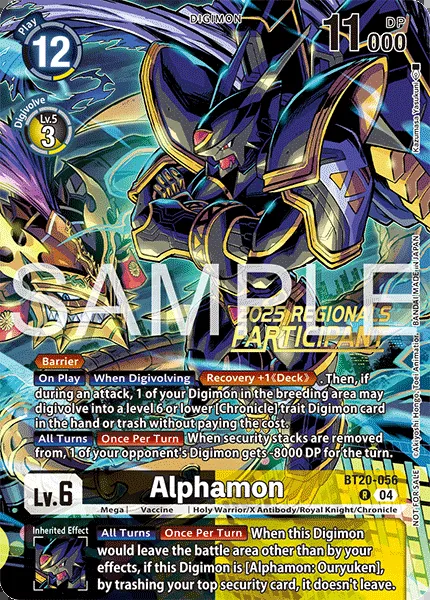 DIGIMON
Play
12
11000
DP
Digivolve
Lv.5
3
Kazumasa Yasukuni
SAMPLE
2025 REGIONALS
PARTICIPANT
Barrier
On Play When Digivolving Recovery +1《Deck》. Then, if
during an attack, 1 of your Digimon in the breeding area may
digivolve into a level 6 or lower [Chronicle] trait Digimon card
in the hand or trash without paying the cost.
All Turns Once Per Turn When security stacks are removed
from, 1 of your opponent's Digimon gets -8000 DP for the turn.
Lv.6
Alphamon
BT20-056
R 04
Mega Vaccine Holy Warrior/X Antibody/Royal Knight/Chronicle
Inherited Effect
All Turns Once Per Turn When this Digimon
would leave the battle area other than by your
effects, if this Digimon is [Alphamon: Ouryuken],
by trashing your top security card, it doesn't leave.
NOT FOR SALE ©Akiyoshi Hongo, Toei Animation BANDAI MADE IN JAPAN